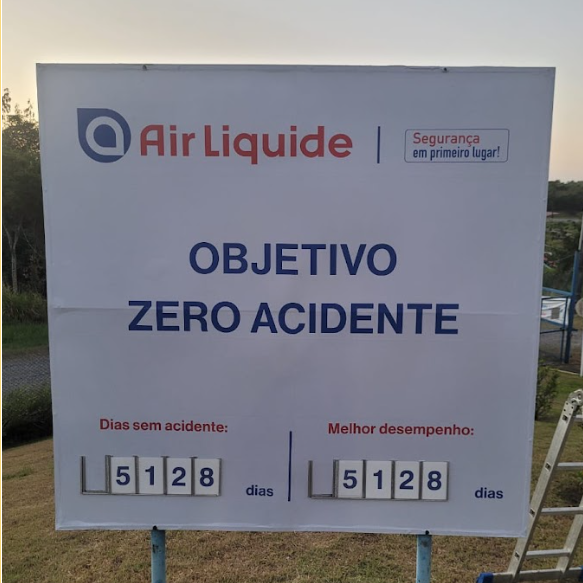 Air Liquide
Segurança
em primeiro lugar!
OBJETIVO
ZERO ACIDENTE
Dias sem acidente:
5128 dias
Melhor desempenho:
5128 dias